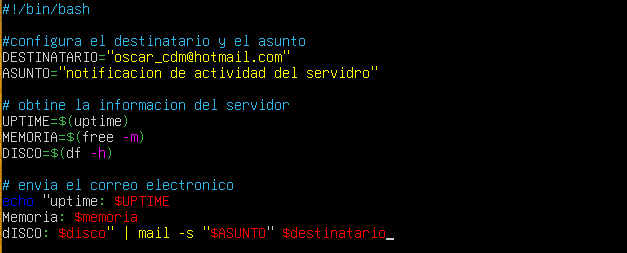 #!/bin/bash
#configura el destinatario y el asunto
DESTINATARIO="oscar_cdm@hotmail.com"
ASUNTO="notificacion de actividad del servidro"
# obtine la informacion del servidor
UPTIME=$(uptime)
MEMORIA=$(free -m)
DISCO=$(df -h)
# envia el correo electronico
echo "uptime: $UPTIME
Memoria: $memoria
dISCO: $disco" | mail -s "$ASUNTO" $destinatario_